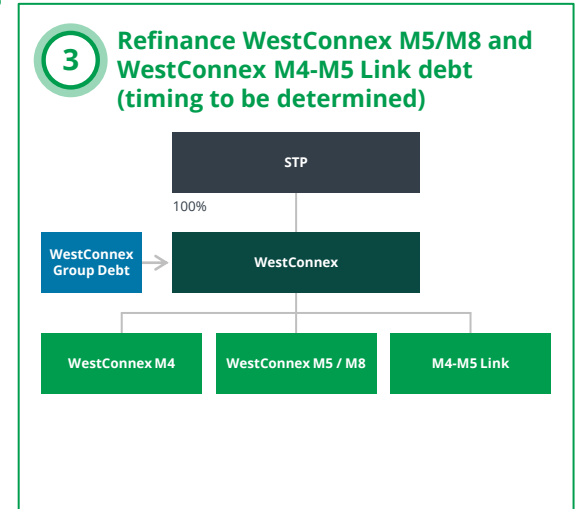 3
Refinance WestConnex M5/M8 and
WestConnex M4-M5 Link debt
(timing to be determined)
STP
100%
WestConnex
Group Debt
WestConnex
WestConnex M4
WestConnex M5 / M8
M4-M5 Link